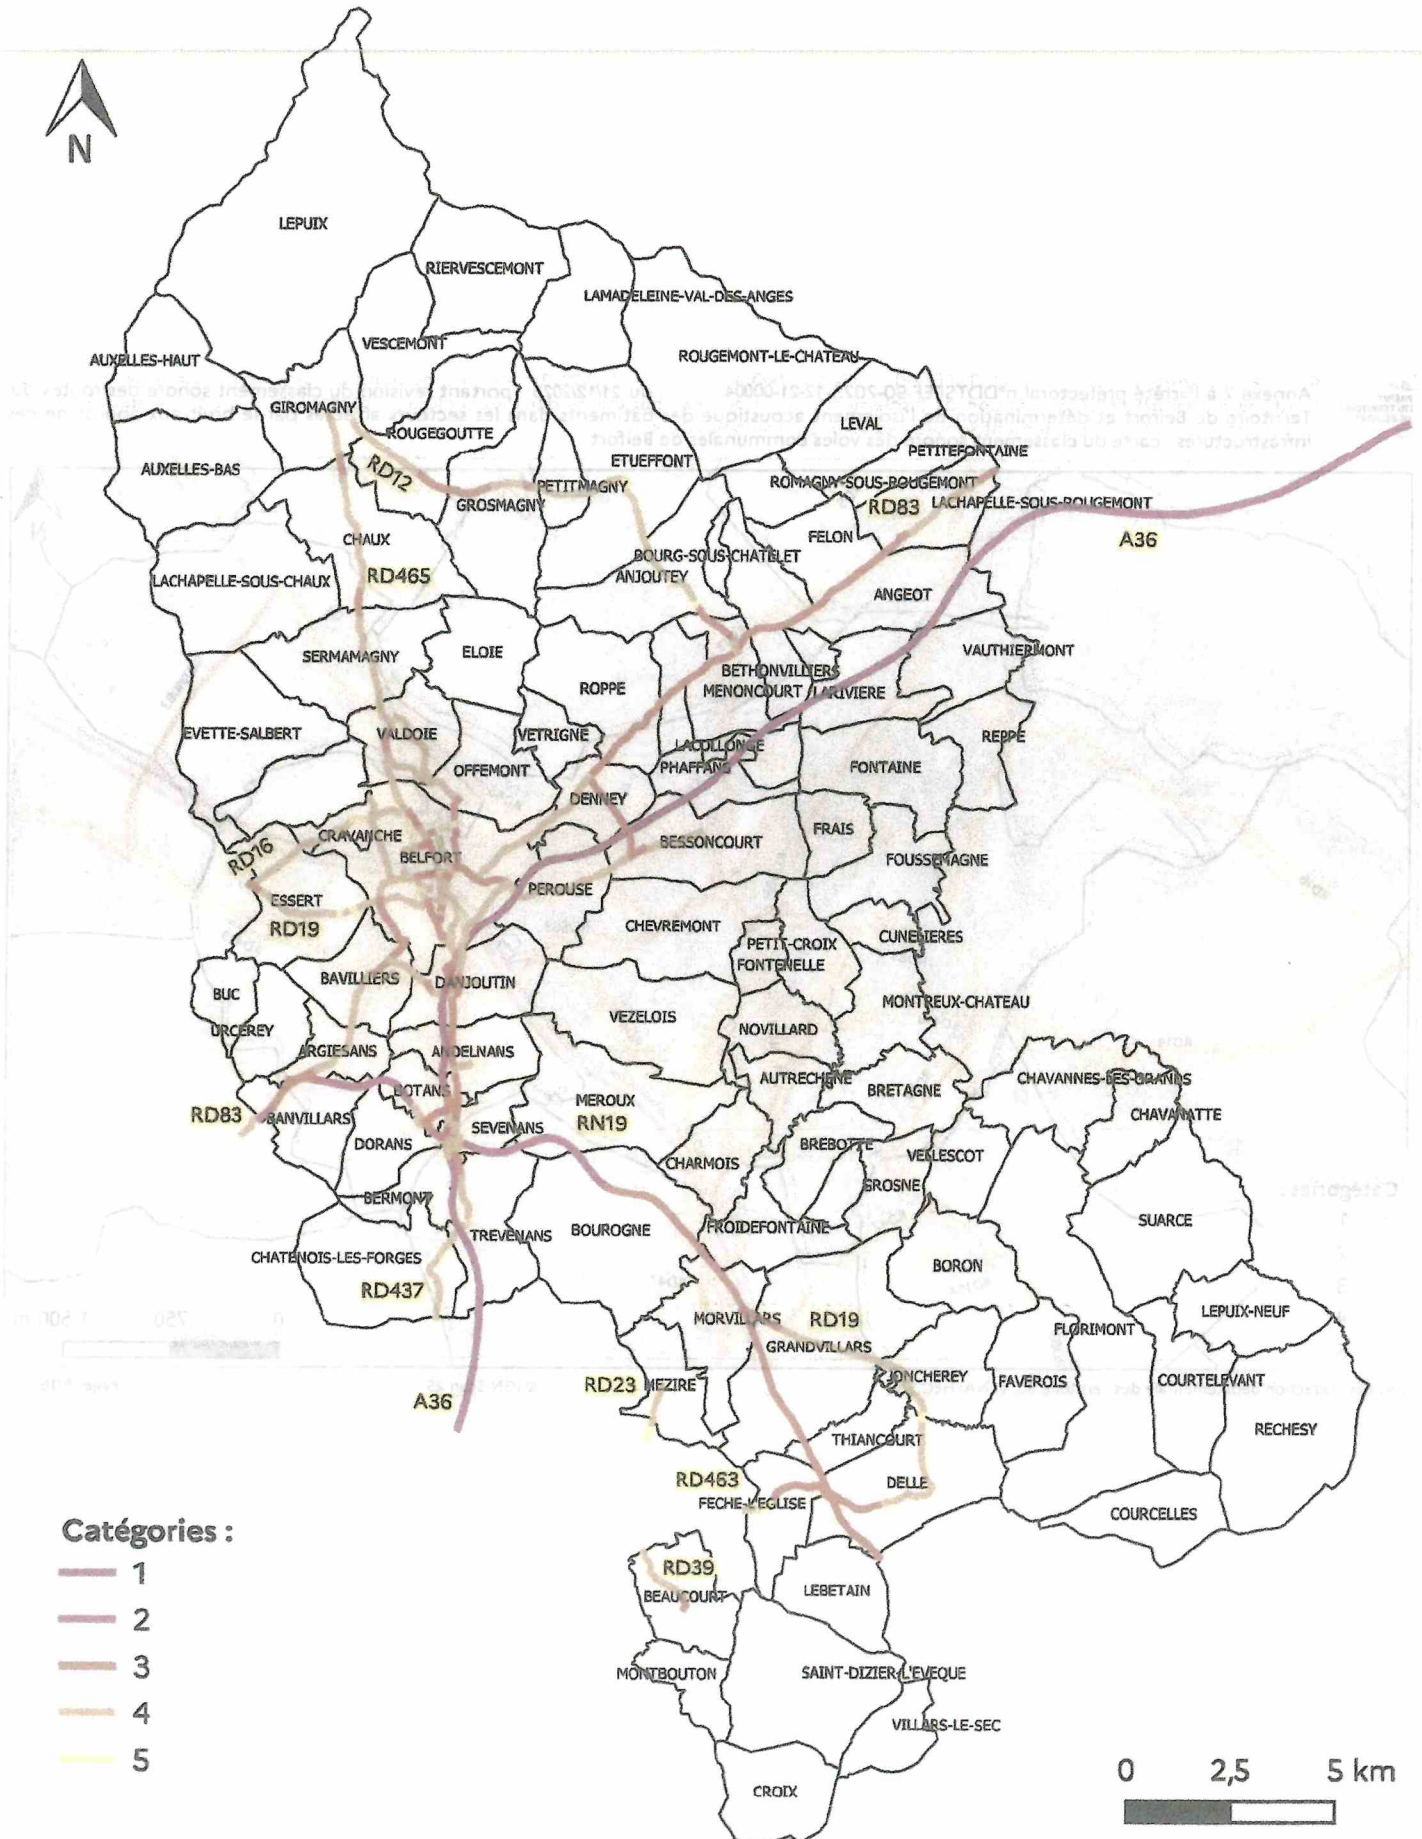 N
LEPUIX
RIERVESCEMONT
LAMADELEINE-VAL-DES-ANGES
VESCEMONT
ROUGEMONT-LE-CHATEAU
AUXELLES-HAUT
GIROMAGNY
ROUGEGOUTTE
LEVAL
PETITEFONTAINE
ETUEFFONT
AUXELLES-BAS
RD12
PETITMAGNY
ROMAGNY-SOUS-ROUGEMONT
GROSMAGNY
RD83
LACHAPELLE-SOUS-ROUGEMONT
A36
CHAUX
FELON
BOURG-SOUS-CHATELET
ANJOUTEY
LACHAPELLE-SOUS-CHAUX
RD465
ANGEOT
SERMAMAGNY
ELOIE
VAUTHIERMONT
BETHONVILLIERS
ROPPE
MENONCOURT
LARIVIERE
EVETTE-SALBERT
VALDOIE
VETRIGNE
REPPE
LACOLLONGE
PHAFFANS
FONTAINE
OFFEMONT
DENNEY
CRAVANCHE
BESSONCOURT
FRAIS
RD16
BELFORT
FOUSSEMAGNE
PEROUSE
ESSERT
RD19
CHEVREMONT
PETIT-CROIX
CUNELIERES
FONTENELLE
BAVILLIERS
DANJOUTIN
BUC
MONTREUX-CHATEAU
URCEREY
VEZELOIS
NOVILLARD
ARGIESANS
ANDELNANS
AUTRECHENE
BRETAGNE
CHAVANNES-LES-GRANDS
BOTANS
MEROUX
CHAVANATTE
RD83
BANVILLARS
RN19
SEVENANS
DORANS
BREBOTTE
VELLESCOT
CHARMOIS
GROSNE
BERMONT
SUARCE
TREVENANS
BOUROGNE
FROIDEFONTAINE
CHATENOIS-LES-FORGES
BORON
RD437
LEPUIX-NEUF
MORVILLARS
RD19
FLORIMONT
GRANDVILLARS
RD23
MEZIRE
JONCHEREY
FAVEROIS
COURTELEVANT
A36
RECHESY
THIANCOURT
RD463
DELLE
FECHE-L'EGLISE
COURCELLES
RD39
BEAUCOURT
LEBETAIN
MONTBOUTON
SAINT-DIZIER-L'EVEQUE
VILLARS-LE-SEC
CROIX
Catégories :
1
2
3
4
5
0 2,5 5 km